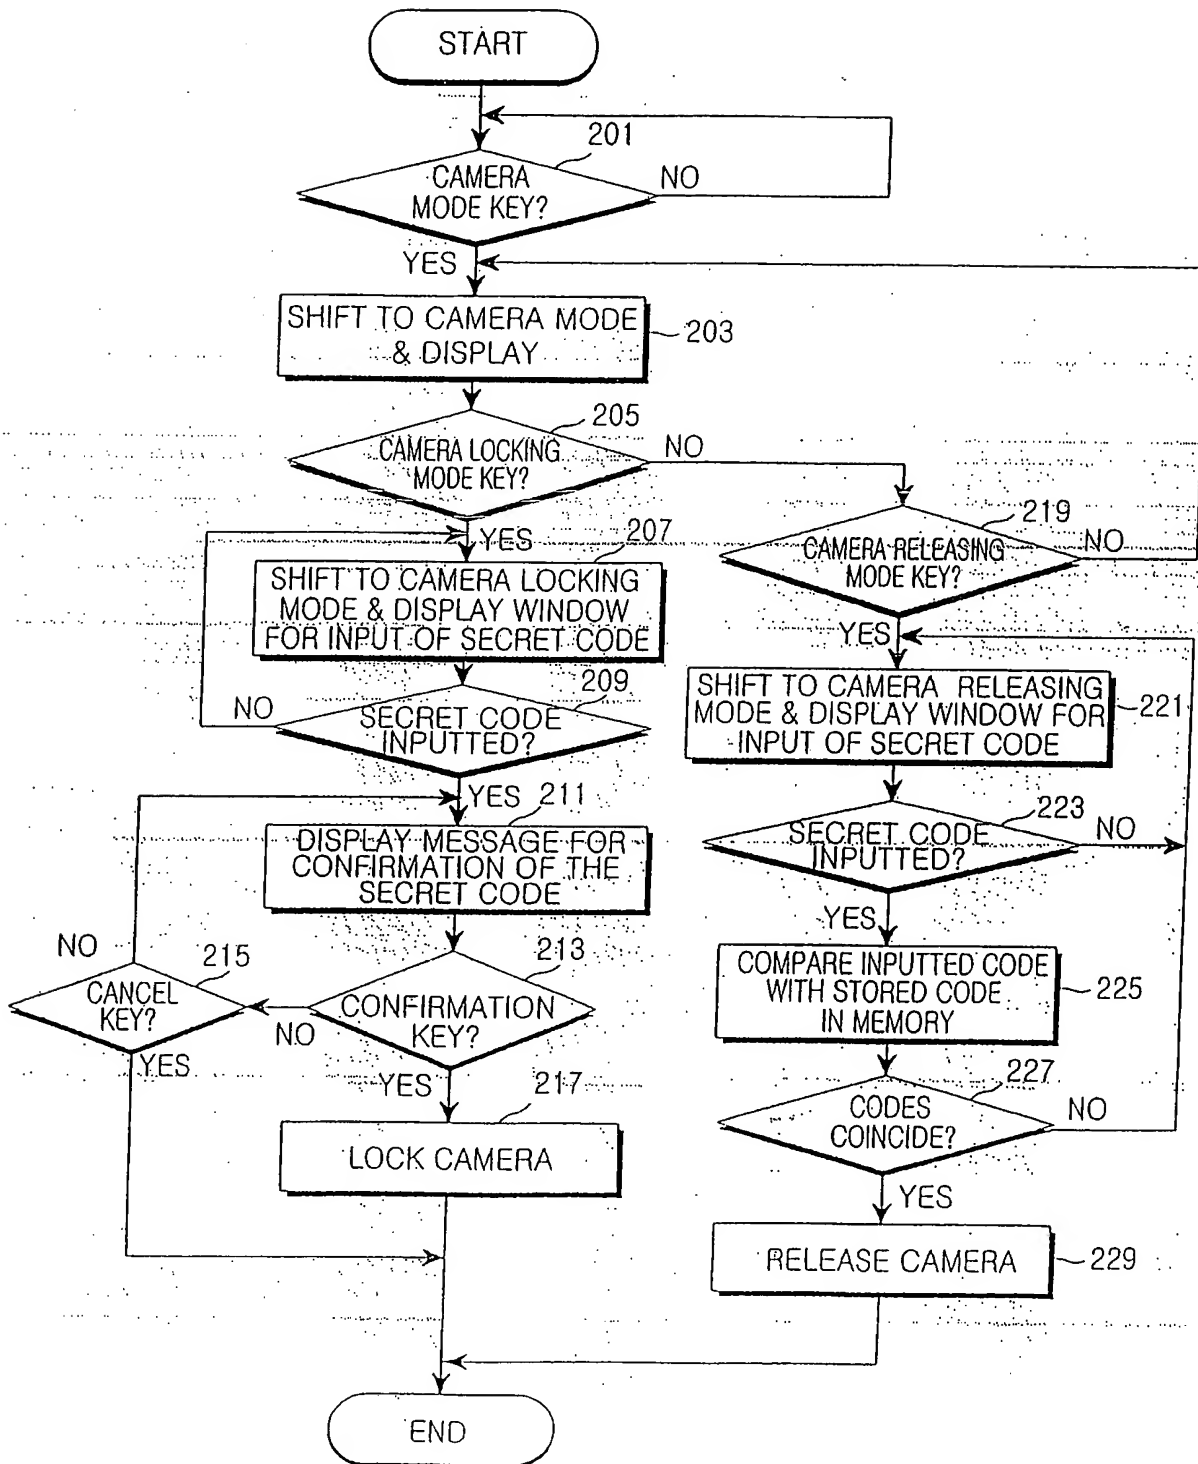 START
201
CAMERA
MODE KEY?
NO
YES
SHIFT TO CAMERA MODE
& DISPLAY
203
205
CAMERA LOCKING
MODE KEY?
NO
YES
207
SHIFT TO CAMERA LOCKING
MODE & DISPLAY WINDOW
FOR INPUT OF SECRET CODE
209
NO
SECRET CODE
INPUTTED?
YES
211
DISPLAY MESSAGE FOR
CONFIRMATION OF THE
SECRET CODE
213
CONFIRMATION
KEY?
NO
215
CANCEL
KEY?
NO
YES
YES
217
LOCK CAMERA
219
CAMERA RELEASING
MODE KEY?
NO
YES
SHIFT TO CAMERA RELEASING
MODE & DISPLAY WINDOW FOR
INPUT OF SECRET CODE
221
223
SECRET CODE
INPUTTED?
NO
YES
COMPARE INPUTTED CODE
WITH STORED CODE
IN MEMORY
225
227
CODES
COINCIDE?
NO
YES
RELEASE CAMERA
229
END